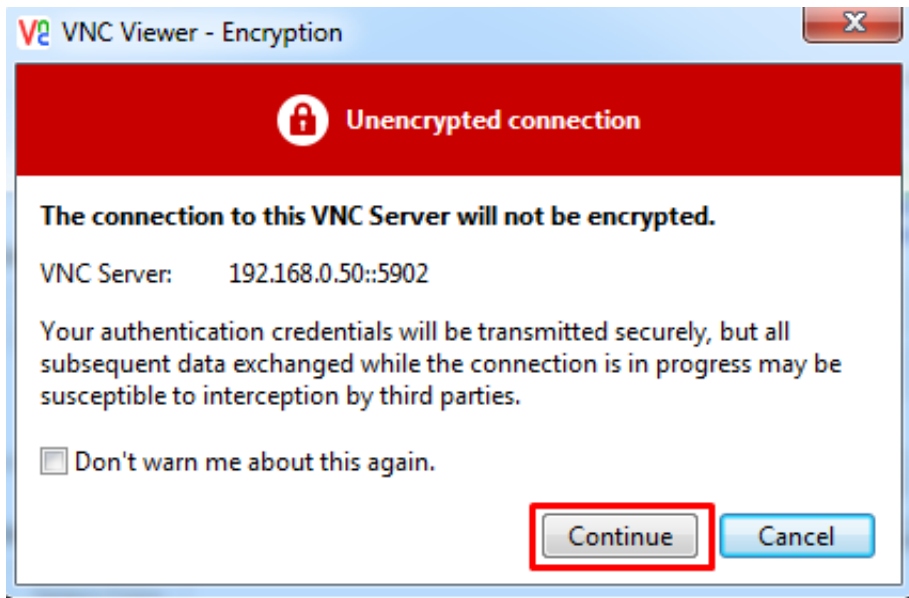 VNC Viewer - Encryption
Unencrypted connection
The connection to this VNC Server will not be encrypted.
VNC Server: 192.168.0.50::5902
Your authentication credentials will be transmitted securely, but all
subsequent data exchanged while the connection is in progress may be
susceptible to interception by third parties.
Don't warn me about this again.
Continue Cancel